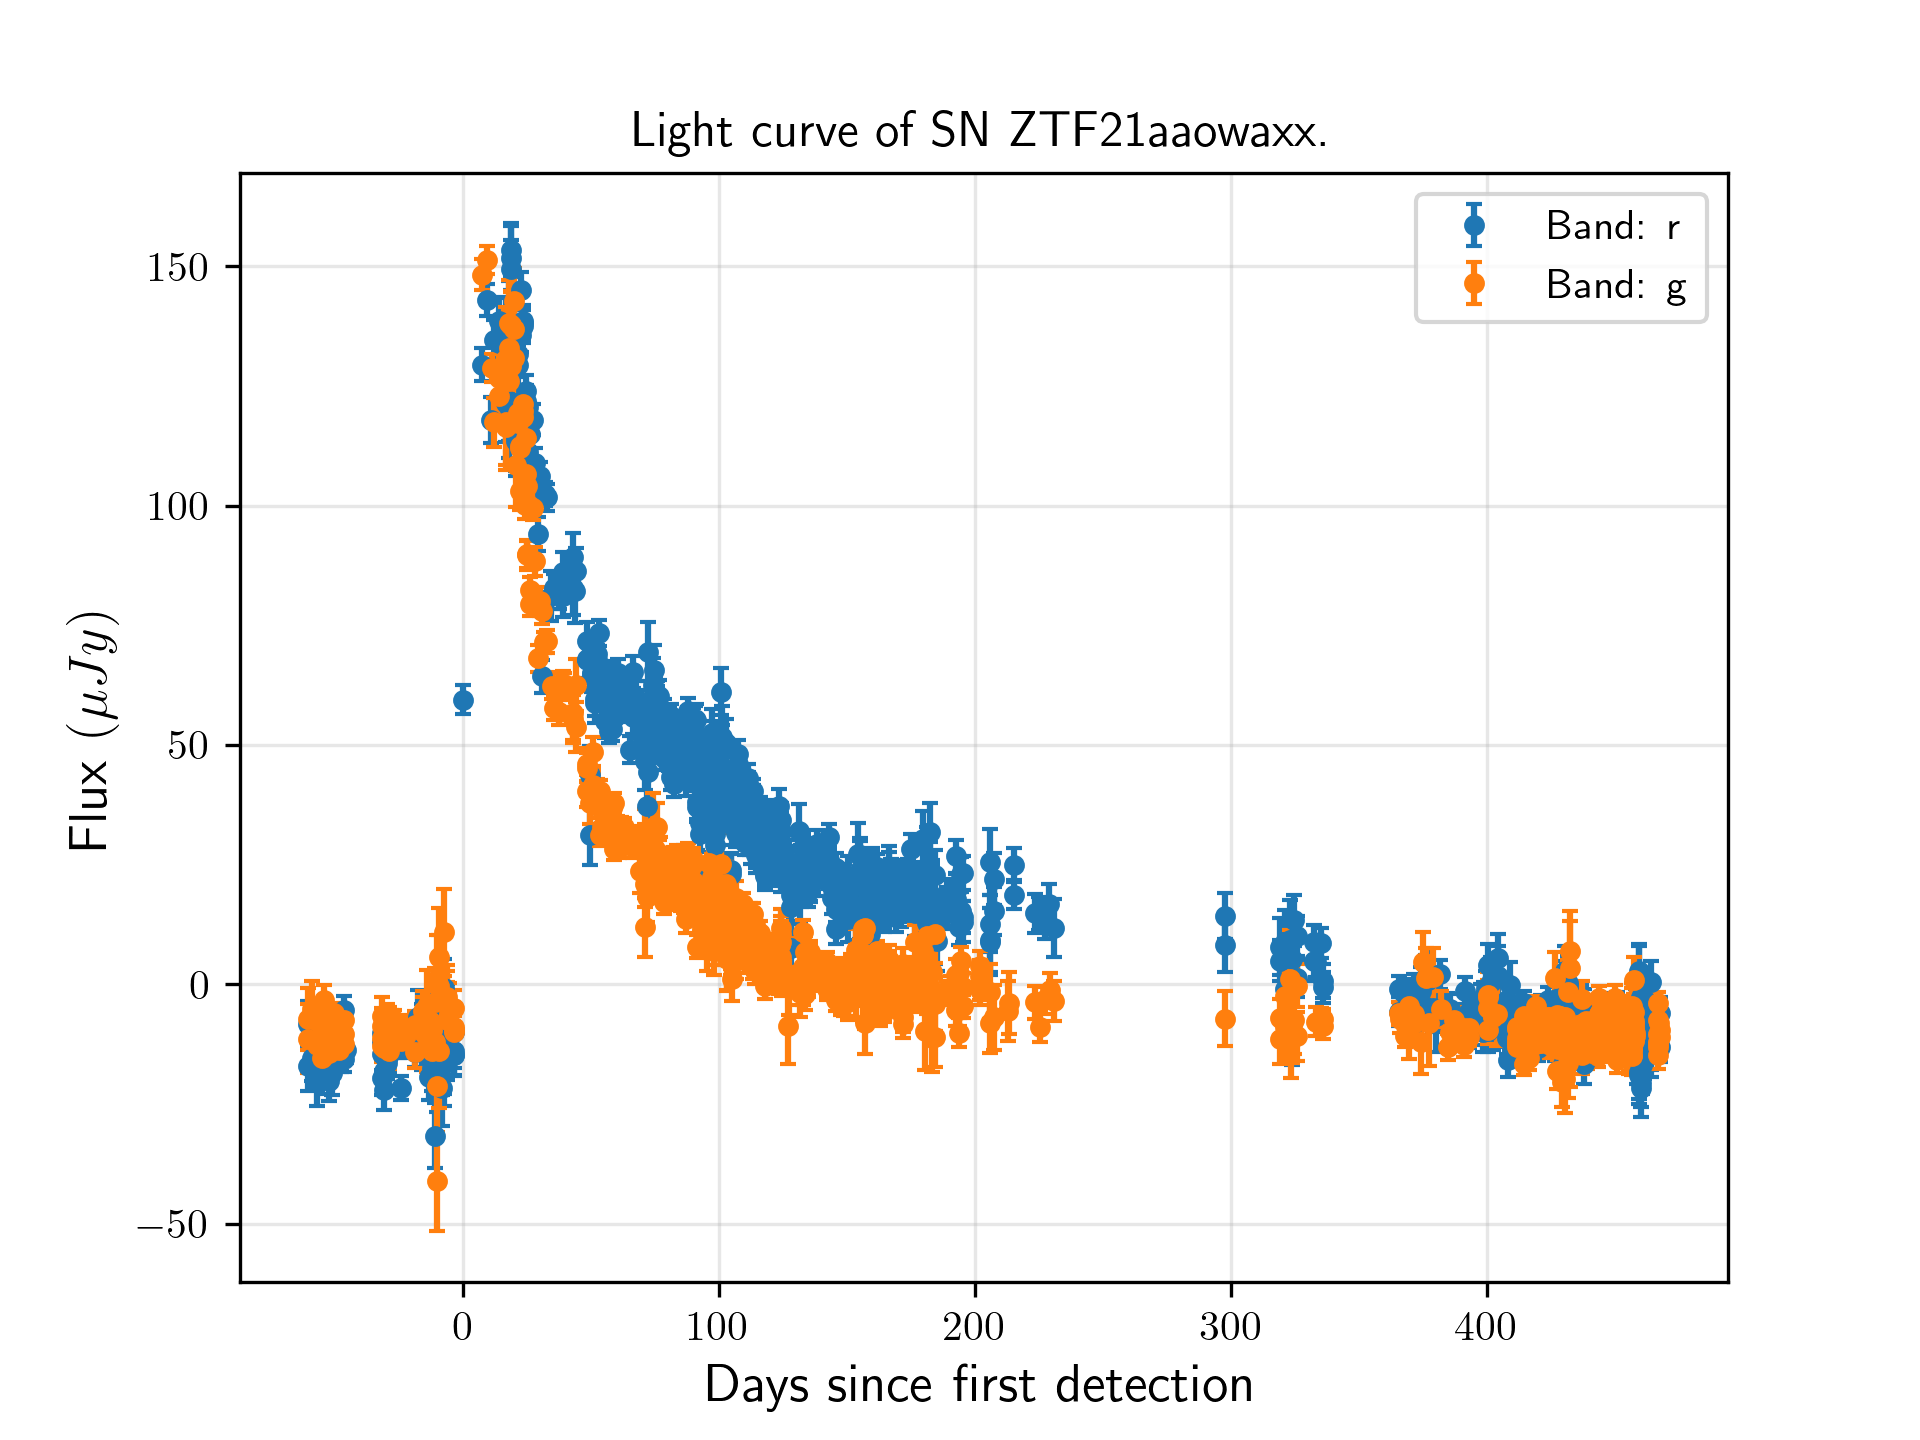 Light curve of SN ZTF21aaowaxx.
Band: r
Band: g
150
100
50
0
−50
Flux (μJy)
0 100 200 300 400
Days since first detection